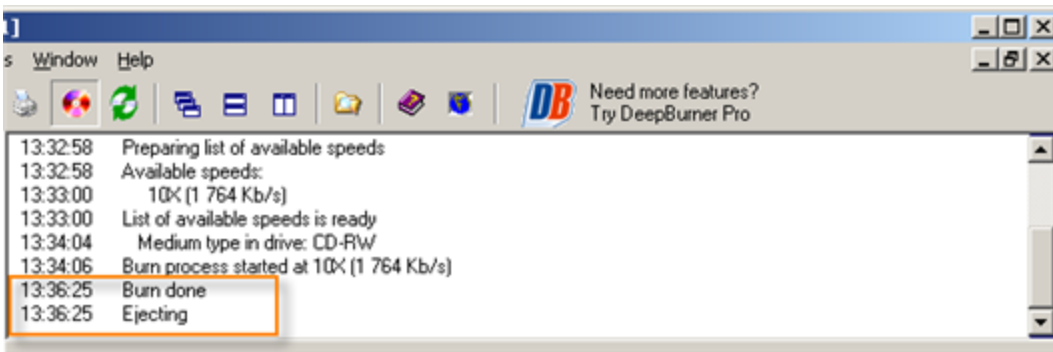 1]
s Window Help
DB Need more features?
Try DeepBurner Pro
13:32:58 Preparing list of available speeds
13:32:58 Available speeds:
13:33:00 10X (1 764 Kb/s)
13:33:00 List of available speeds is ready
13:34:04 Medium type in drive: CD-RW
13:34:06 Burn process started at 10X (1 764 Kb/s)
13:36:25 Burn done
13:36:25 Ejecting